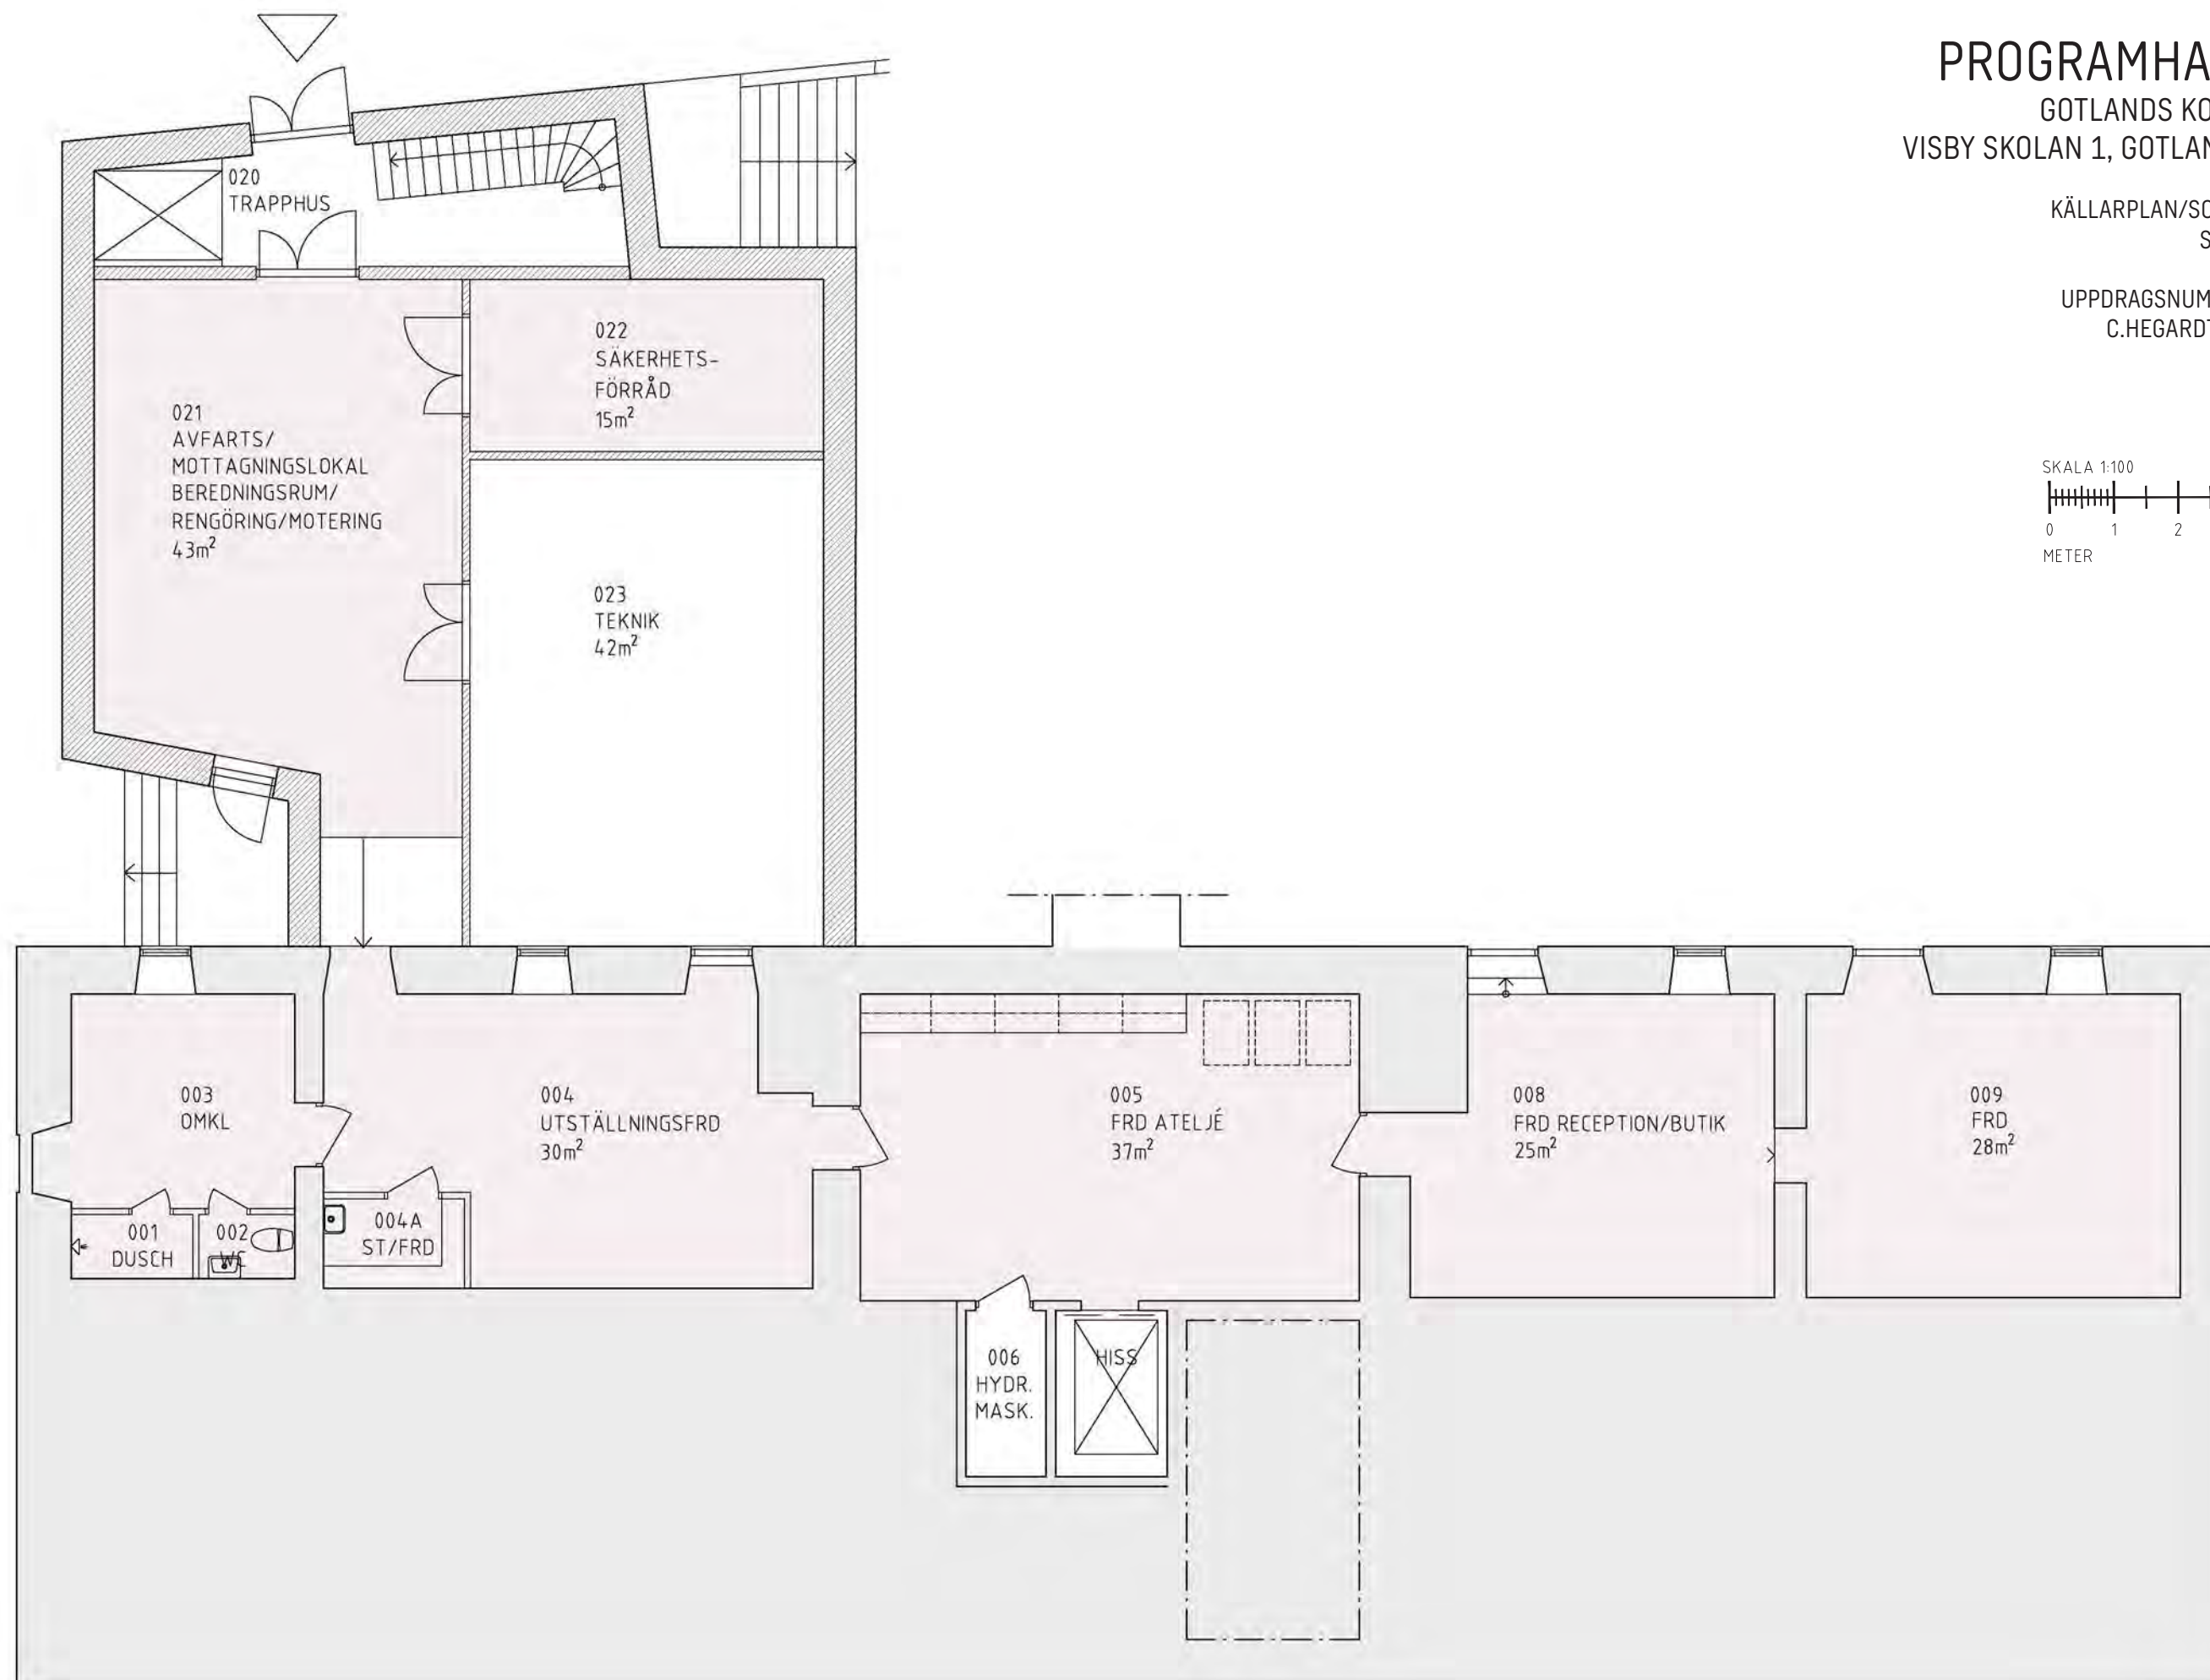 PROGRAMHA
GOTLANDS KO
VISBY SKOLAN 1, GOTLAN
KÄLLARPLAN/SO
S
UPPDRAGSNUM
C.HEGARDT
SKALA 1:100
0 1 2
METER
020
TRAPPHUS
022
SÄKERHETS-
FÖRRÅD
15m²
021
AVFARTS/
MOTTAGNINGSLOKAL
BEREDNINGSRUM/
RENGÖRING/MOTERING
43m²
023
TEKNIK
42m²
003
OMKL
004
UTSTÄLLNINGSFRD
30m²
005
FRD ATELJÉ
37m²
008
FRD RECEPTION/BUTIK
25m²
009
FRD
28m²
001
DUSCH
002
WC
004A
ST/FRD
006
HYDR.
MASK.
HISS